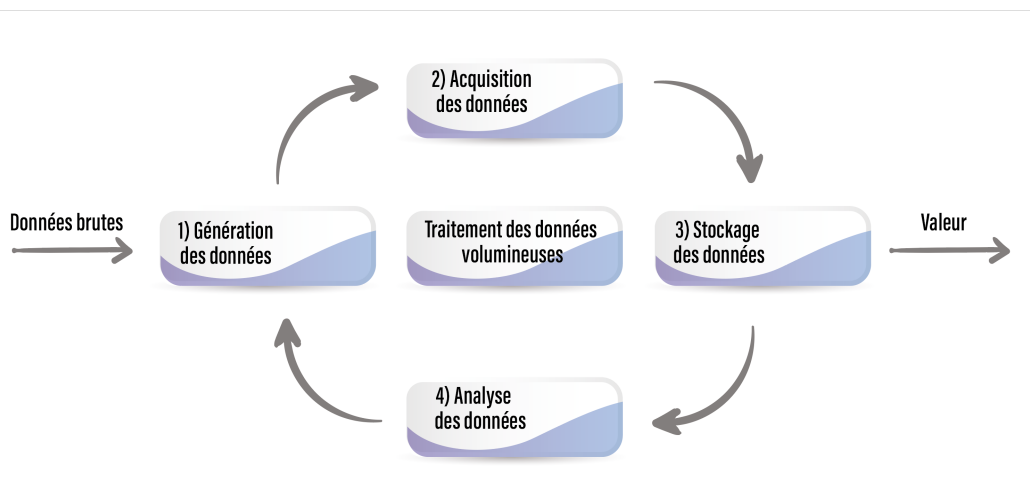 2) Acquisition
des données
Données brutes
1) Génération
des données
Traitement des données
volumineuses
3) Stockage
des données
Valeur
4) Analyse
des données